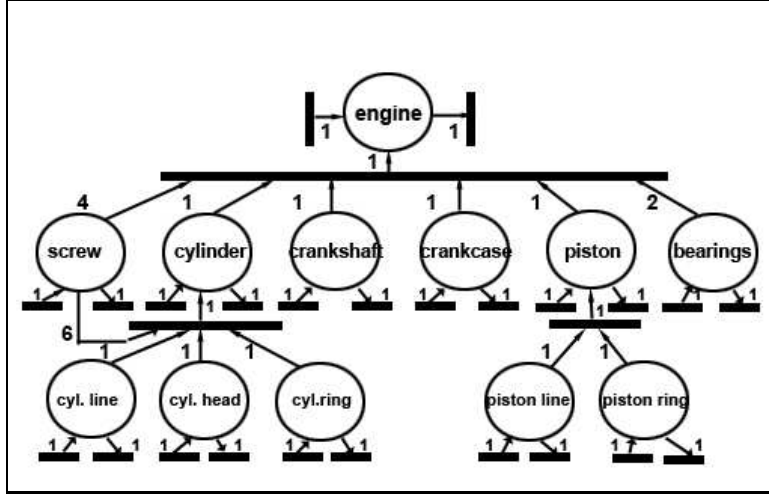 engine
1 1
1
4 1 1 1 1 2
screw cylinder crankshaft crankcase piston bearings
1 1 1 1 1 1 1 1 1 1 1 1
1 1
6 1 1 1 1 1
cyl. line cyl. head cyl.ring piston line piston ring
1 1 1 1 1 1 1 1 1 1